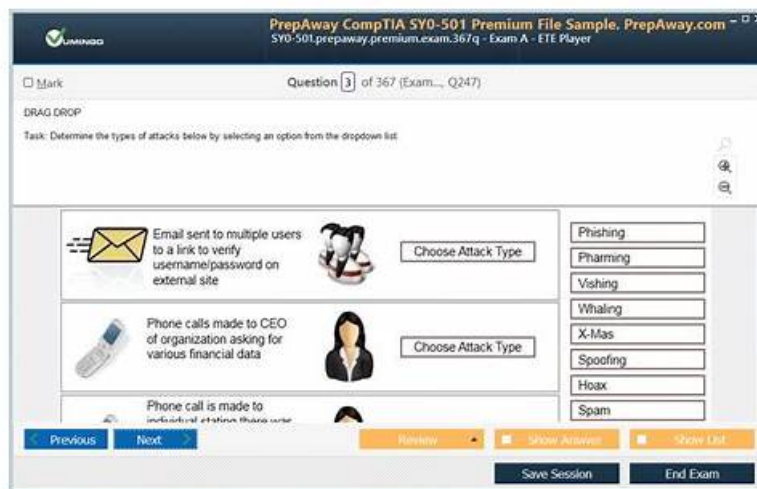 VUMINGO
PrepAway CompTIA SY0-501 Premium File Sample. PrepAway.com
SY0-501.prepaway.premium.exam.367q - Exam A - ETE Player
Mark
Question 3 of 367 (Exam..., Q247)
DRAG DROP
Task: Determine the types of attacks below by selecting an option from the dropdown list
Email sent to multiple users
to a link to verify
username/password on
external site
Choose Attack Type
Phone calls made to CEO
of organization asking for
various financial data
Choose Attack Type
Phone call is made to
individual stating there was
Phishing
Pharming
Vishing
Whaling
X-Mas
Spoofing
Hoax
Spam
Previous
Next
Review
Show Answer
Show List
Save Session
End Exam